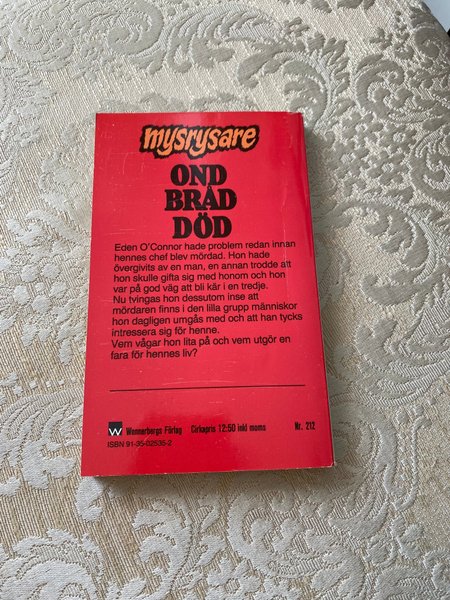 mysrysare
OND
BRÅD
DÖD
Eden O'Connor hade problem redan innan
hennes chef blev mördad. Hon hade
övergivits av en man, en annan trodde att
hon skulle gifta sig med honom och hon
var på god väg att bli kär i en tredje.
Nu tvingas hon dessutom inse att
mördaren finns i den lilla grupp människor
hon dagligen umgås med och att han tycks
intressera sig för henne.
Vem vågar hon lita på och vem utgör en
fara för hennes liv?
W Wennerbergs Förlag Cirkapris 12:50 inkl moms Nr. 212
ISBN 91-35-02535-2